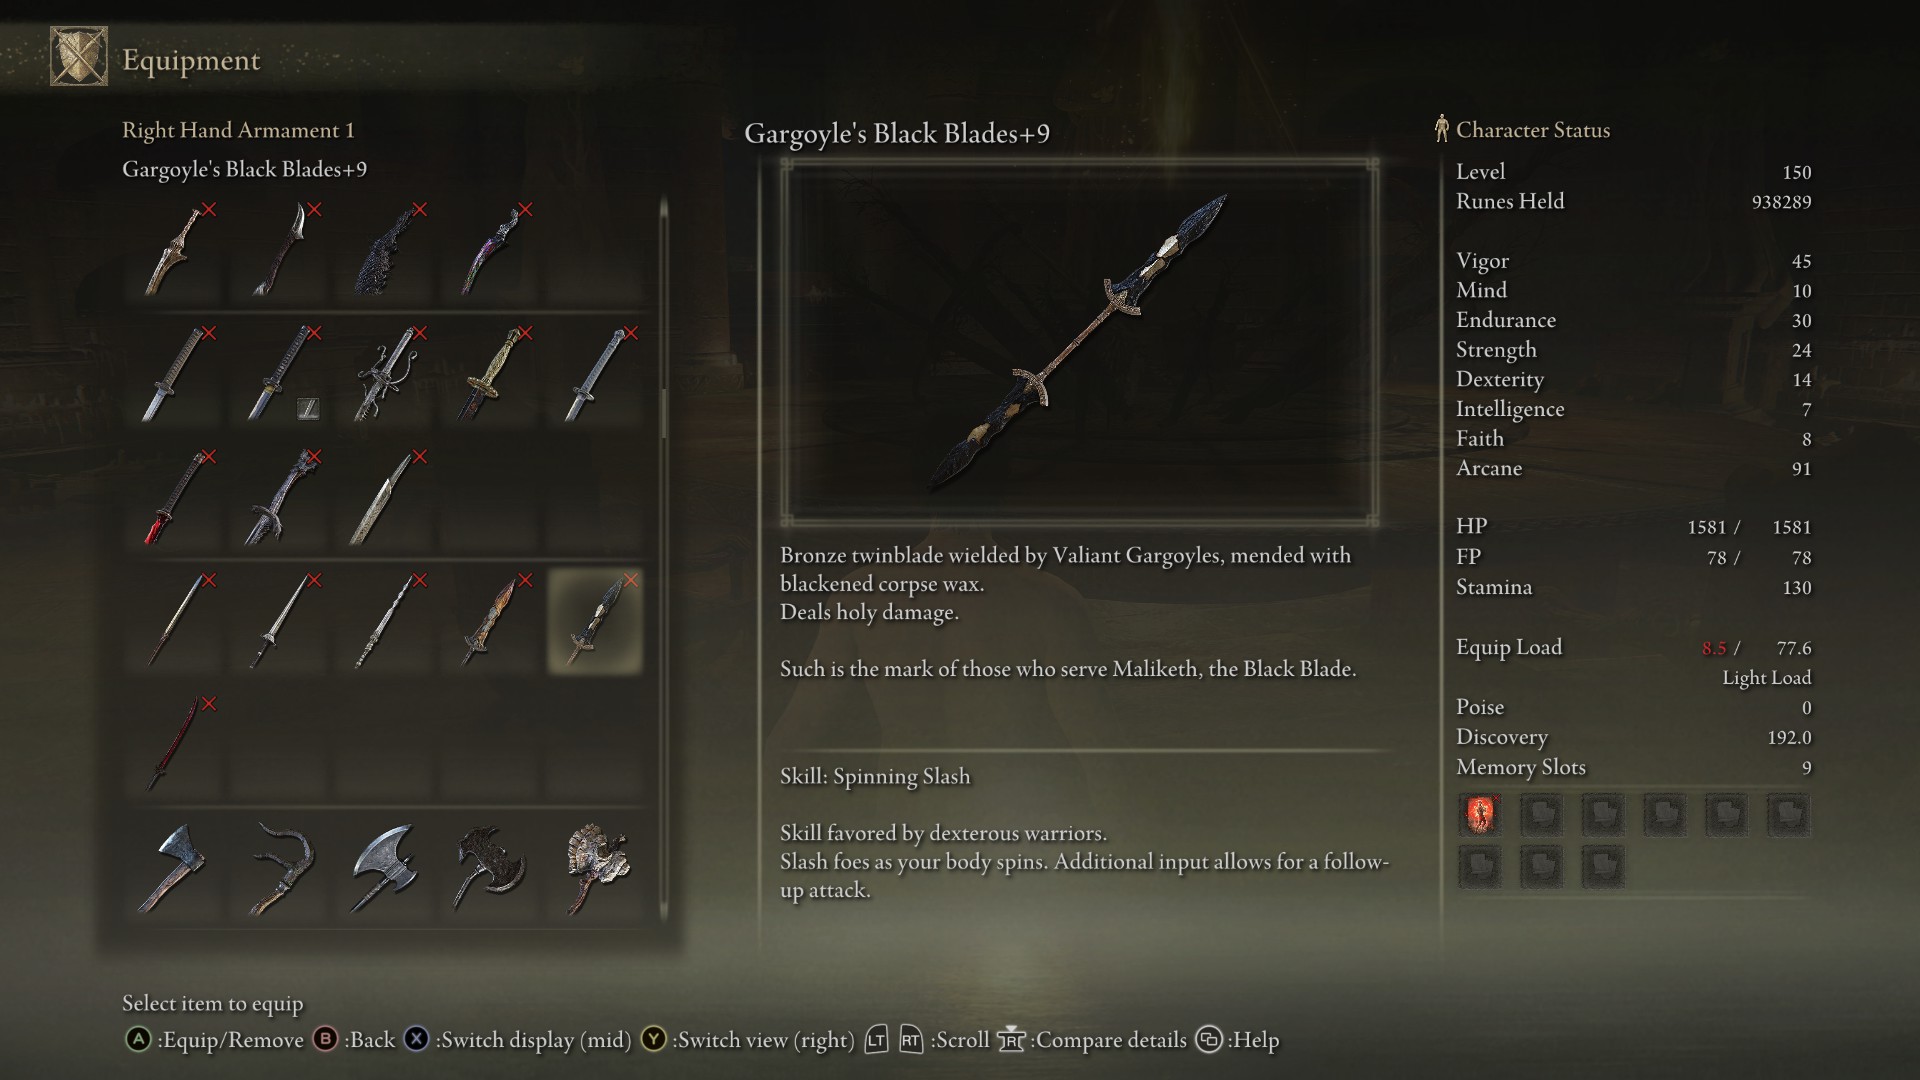 Equipment
Right Hand Armament 1
Gargoyle's Black Blades+9
Gargoyle's Black Blades+9
Bronze twinblade wielded by Valiant Gargoyles, mended with
blackened corpse wax.
Deals holy damage.
Such is the mark of those who serve Maliketh, the Black Blade.
Skill: Spinning Slash
Skill favored by dexterous warriors.
Slash foes as your body spins. Additional input allows for a follow-
up attack.
Character Status
Level 150
Runes Held 938289
Vigor 45
Mind 10
Endurance 30
Strength 24
Dexterity 14
Intelligence 7
Faith 8
Arcane 91
HP 1581 / 1581
FP 78 / 78
Stamina 130
Equip Load 8.5 / 77.6
Light Load
Poise 0
Discovery 192.0
Memory Slots 9
Select item to equip
A :Equip/Remove B :Back X :Switch display (mid) Y :Switch view (right) LT RT :Scroll R :Compare details :Help